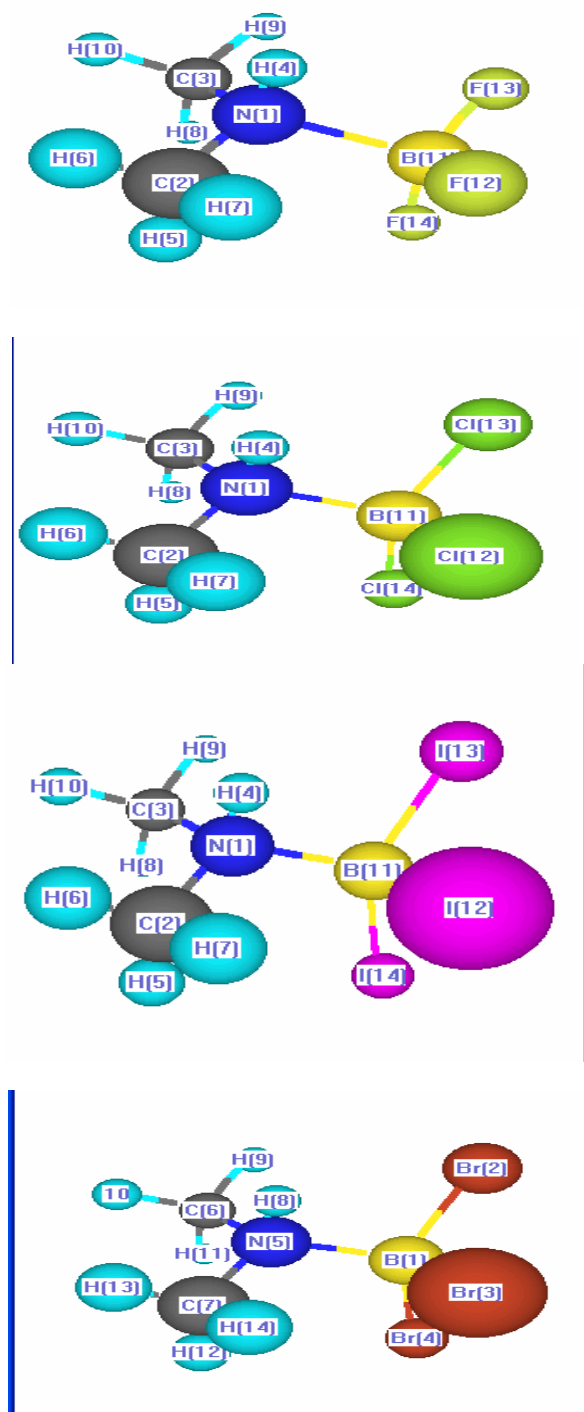 H(9)
H(10)
H(4)
C(3)
N(1)
F(13)
H(8)
H(6)
B(11)
C(2)
F(12)
H(7)
F(14)
H(5)
H(9)
H(10)
Cl(13)
H(4)
C(3)
N(1)
H(8)
B(11)
H(6)
C(2)
Cl(12)
H(7)
Cl(14)
H(5)
H(9)
I(13)
H(10)
H(4)
C(3)
N(1)
H(8)
B(11)
H(6)
I(12)
C(2)
H(7)
I(14)
H(5)
H(9)
Br(2)
10
H(8)
C(6)
N(5)
H(11)
B(1)
H(13)
Br(3)
C(7)
H(14)
Br(4)
H(12)